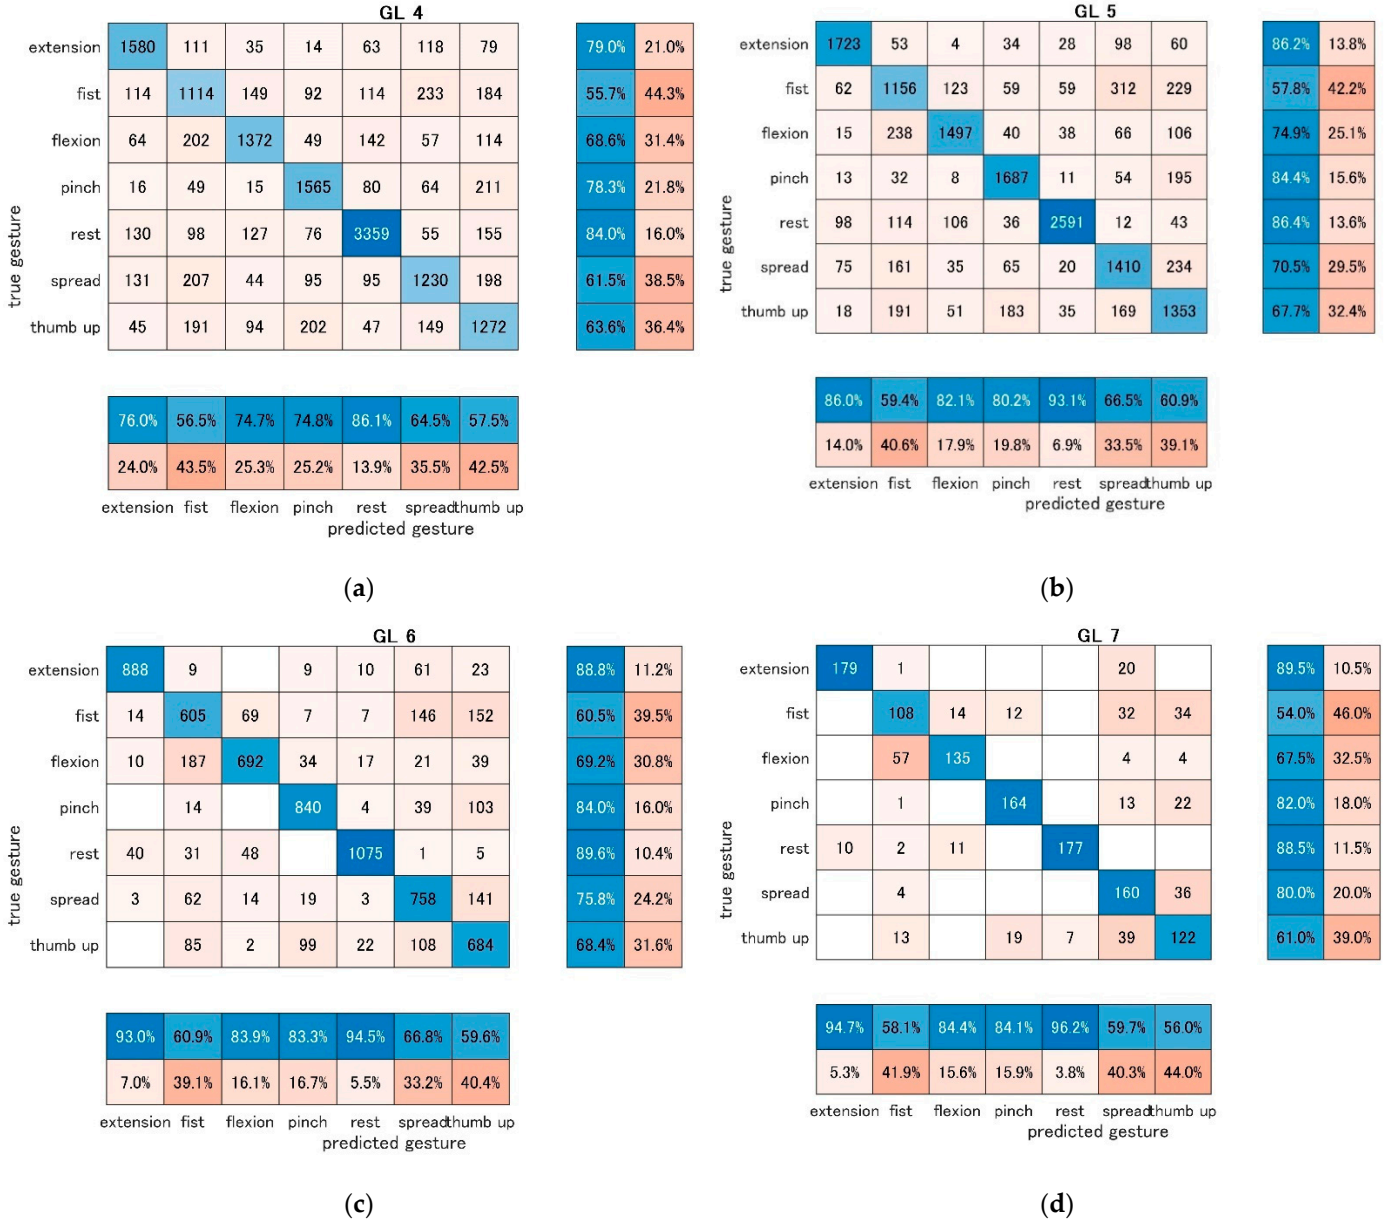 GL 4
extension 1580 111 35 14 63 118 79 79.0% 21.0%
fist 114 1114 149 92 114 233 184 55.7% 44.3%
flexion 64 202 1372 49 142 57 114 68.6% 31.4%
pinch 16 49 15 1565 80 64 211 78.3% 21.8%
rest 130 98 127 76 3359 55 155 84.0% 16.0%
spread 131 207 44 95 95 1230 198 61.5% 38.5%
thumb up 45 191 94 202 47 149 1272 63.6% 36.4%
true gesture
76.0% 56.5% 74.7% 74.8% 86.1% 64.5% 57.5%
24.0% 43.5% 25.3% 25.2% 13.9% 35.5% 42.5%
extension fist flexion pinch rest spread thumb up
predicted gesture
(a)
GL 5
extension 1723 53 4 34 28 98 60 86.2% 13.8%
fist 62 1156 123 59 59 312 229 57.8% 42.2%
flexion 15 238 1497 40 38 66 106 74.9% 25.1%
pinch 13 32 8 1687 11 54 195 84.4% 15.6%
rest 98 114 106 36 2591 12 43 86.4% 13.6%
spread 75 161 35 65 20 1410 234 70.5% 29.5%
thumb up 18 191 51 183 35 169 1353 67.7% 32.4%
true gesture
86.0% 59.4% 82.1% 80.2% 93.1% 66.5% 60.9%
14.0% 40.6% 17.9% 19.8% 6.9% 33.5% 39.1%
extension fist flexion pinch rest spread thumb up
predicted gesture
(b)
GL 6
extension 888 9 9 10 61 23 88.8% 11.2%
fist 14 605 69 7 7 146 152 60.5% 39.5%
flexion 10 187 692 34 17 21 39 69.2% 30.8%
pinch 14 840 4 39 103 84.0% 16.0%
rest 40 31 48 1075 1 5 89.6% 10.4%
spread 3 62 14 19 3 758 141 75.8% 24.2%
thumb up 85 2 99 22 108 684 68.4% 31.6%
true gesture
93.0% 60.9% 83.9% 83.3% 94.5% 66.8% 59.6%
7.0% 39.1% 16.1% 16.7% 5.5% 33.2% 40.4%
extension fist flexion pinch rest spread thumb up
predicted gesture
(c)
GL 7
extension 179 1 20 89.5% 10.5%
fist 108 14 12 32 34 54.0% 46.0%
flexion 57 135 4 4 67.5% 32.5%
pinch 1 164 13 22 82.0% 18.0%
rest 10 2 11 177 88.5% 11.5%
spread 4 160 36 80.0% 20.0%
thumb up 13 19 7 39 122 61.0% 39.0%
true gesture
94.7% 58.1% 84.4% 84.1% 96.2% 59.7% 56.0%
5.3% 41.9% 15.6% 15.9% 3.8% 40.3% 44.0%
extension fist flexion pinch rest spread thumb up
predicted gesture
(d)